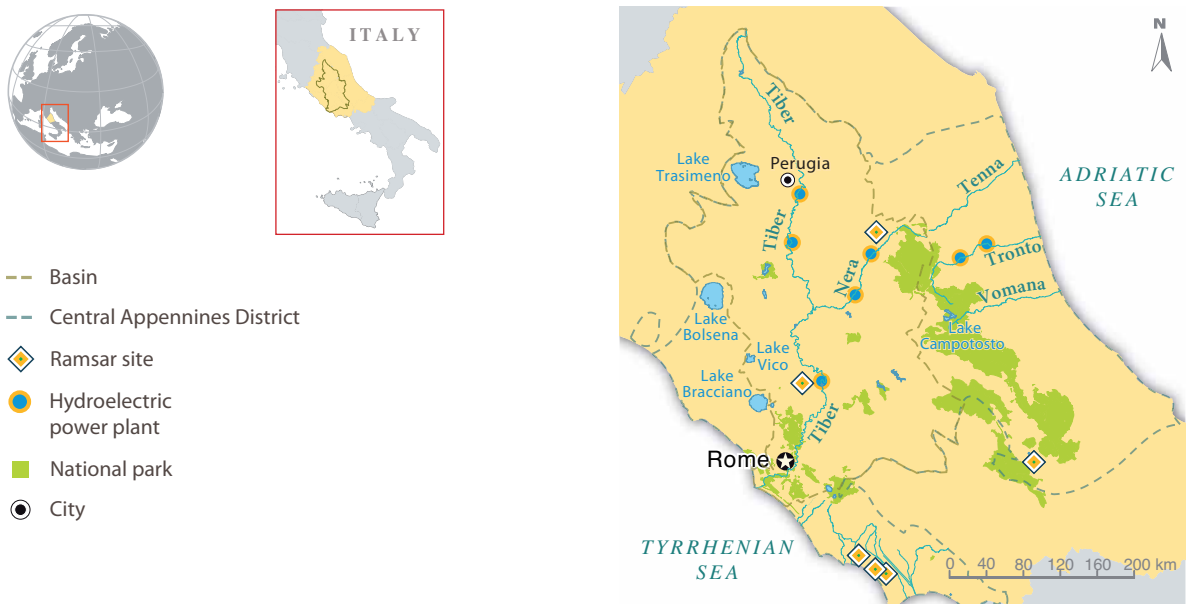 ITALY
Basin
Central Appennines District
Ramsar site
Hydroelectric
power plant
National park
City
N
Tiber
Lake
Trasimeno
Perugia
Tenna
ADRIATIC
SEA
Tiber
Nera
Tronto
Vomana
Lake
Bolsena
Lake
Campotosto
Lake
Vico
Lake
Bracciano
Tiber
Rome
TYRRHENIAN
SEA
0 40 80 120 160 200 km